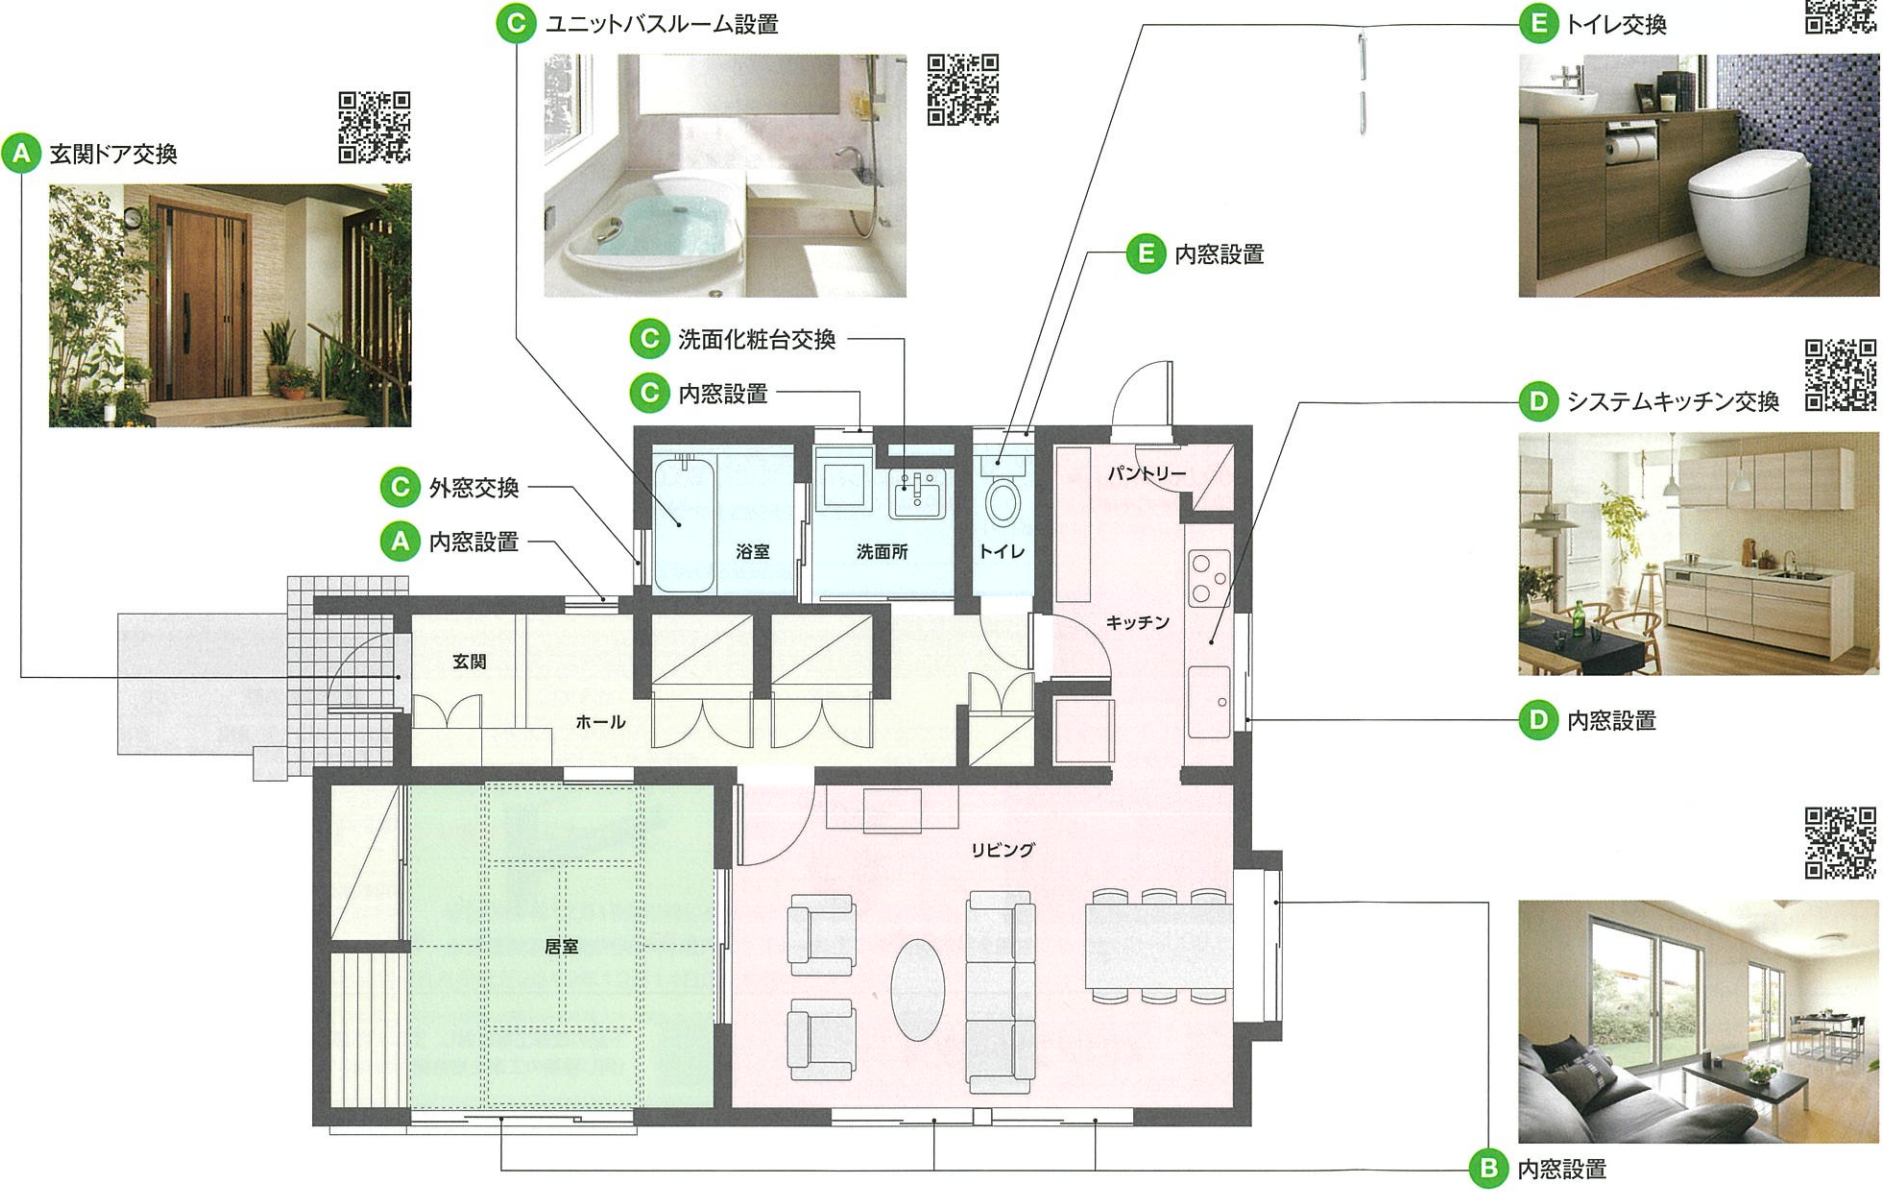 C ユニットバスルーム設置
E トイレ交換
A 玄関ドア交換
E 内窓設置
C 洗面化粧台交換
C 内窓設置
D システムキッチン交換
C 外窓交換
A 内窓設置
パントリー
浴室
洗面所
トイレ
キッチン
玄関
ホール
D 内窓設置
リビング
居室
B 内窓設置